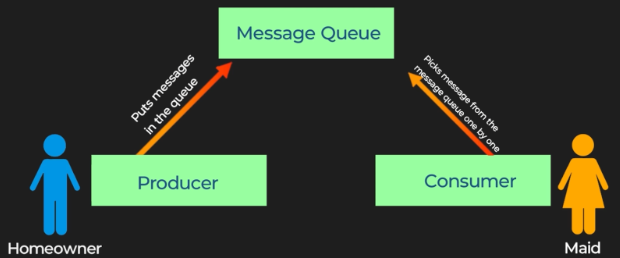 Message Queue
Puts messages
in the queue
Picks message from the
message queue one by one
Producer
Consumer
Homeowner
Maid